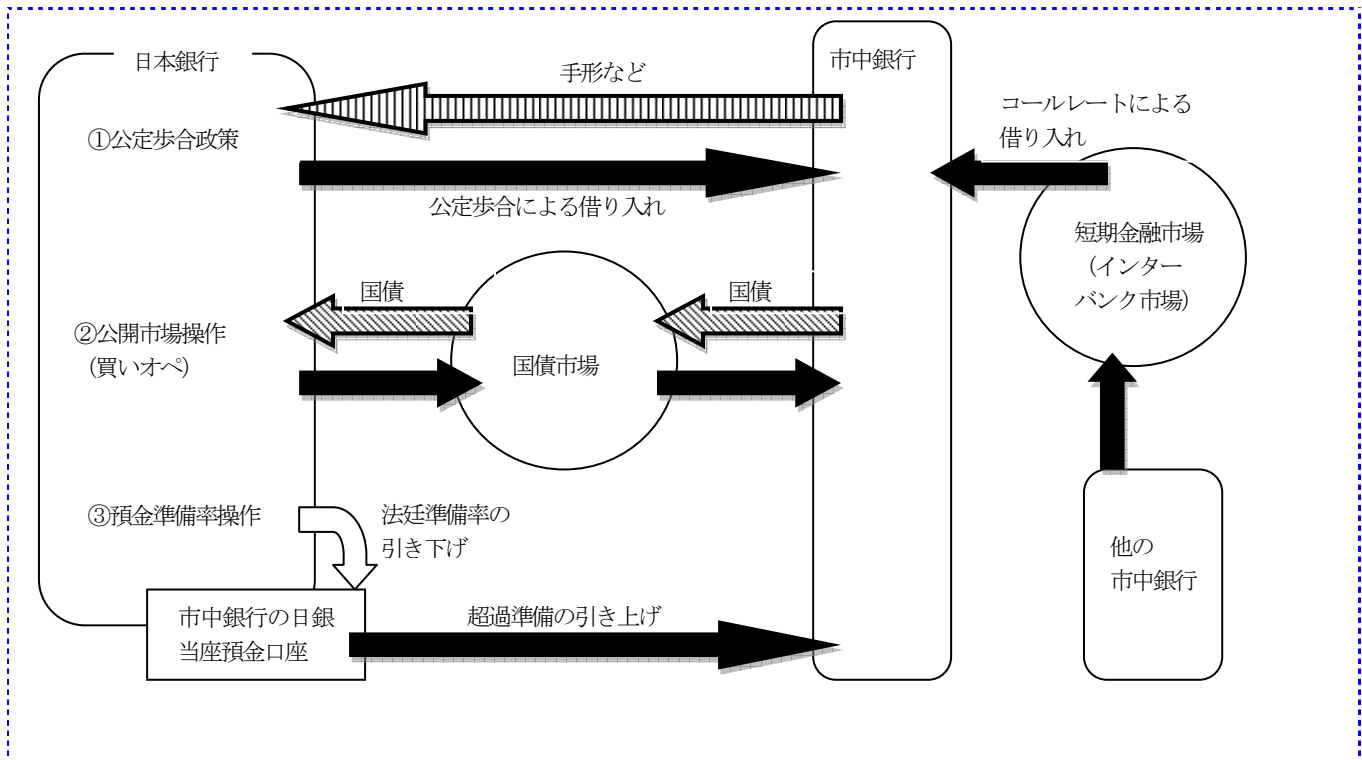 日本銀行
市中銀行
手形など
コールレートによる
借り入れ
①公定歩合政策
公定歩合による借り入れ
短期金融市場
（インター
バンク市場）
国債
国債
②公開市場操作
（買いオペ）
国債市場
③預金準備率操作
法廷準備率の
引き下げ
他の
市中銀行
市中銀行の日銀
当座預金口座
超過準備の引き上げ